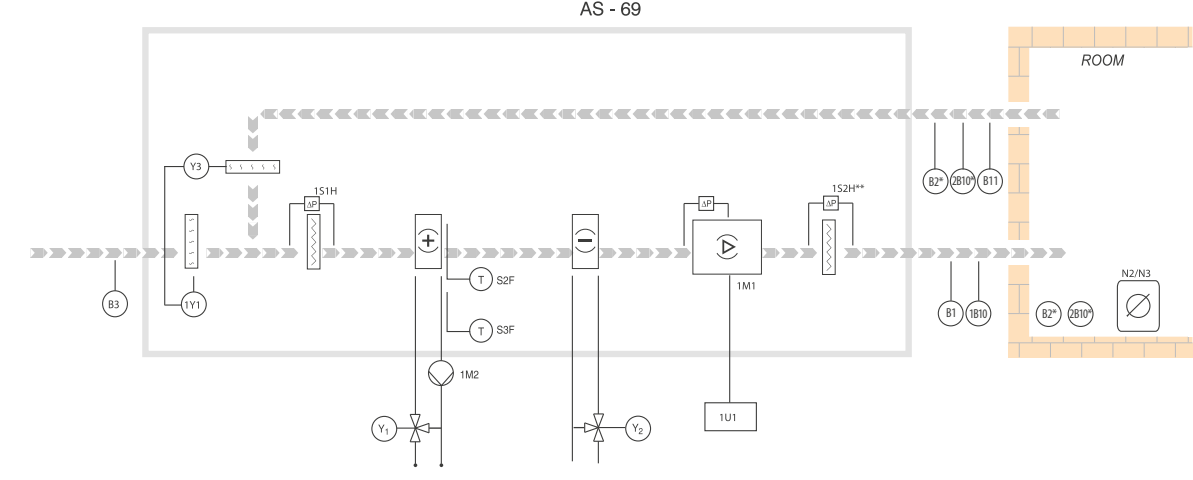 AS - 69
ROOM
Y3
1S1H
ΔP
ΔP
1S2H**
ΔP
B2*
2B10*
B11
+
−
T
S2F
1M1
N2/N3
B3
1Y1
T
S3F
B1
1B10
B2*
2B10*
1M2
Y1
Y2
1U1